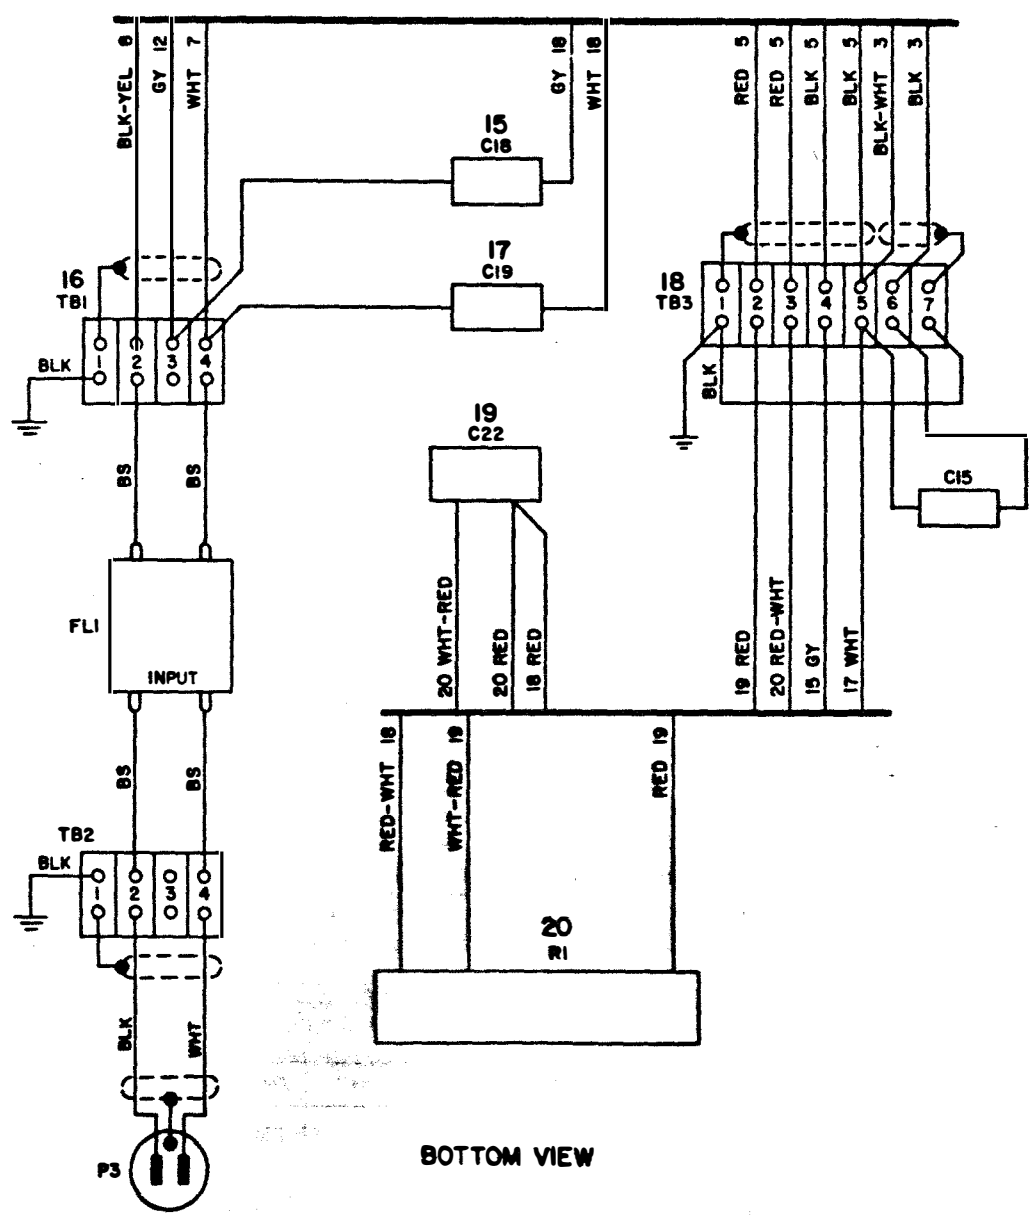 BLK-YEL 8
GY 12
WHT 7
GY 18
WHT 18
RED 5
RED 5
BLK 5
BLK 5
BLK-WHT 3
BLK 3
15
C18
17
C19
16
TB1
1 2 3 4
BLK
18
TB3
1 2 3 4 5 6 7
BLK
19
C22
C15
BS
BS
FL1
INPUT
20 WHT-RED
20 RED
18 RED
19 RED
20 RED-WHT
15 GY
17 WHT
RED-WHT 18
WHT-RED 19
RED 19
BS
BS
TB2
BLK
1 2 3 4
20
R1
BLK
WHT
P3
BOTTOM VIEW